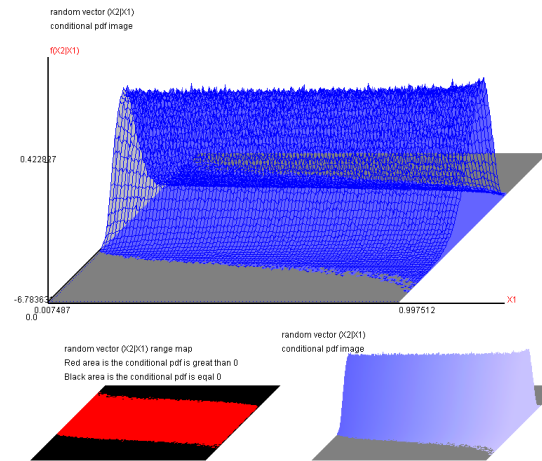 random vector (X2|X1)
conditional pdf image
f(X2|X1)
0.422827
-6.783633
0.007487
0.0
0.997512
X1
random vector (X2|X1) range map
Red area is the conditional pdf is great than 0
Black area is the conditional pdf is eqal 0
random vector (X2|X1)
conditional pdf image